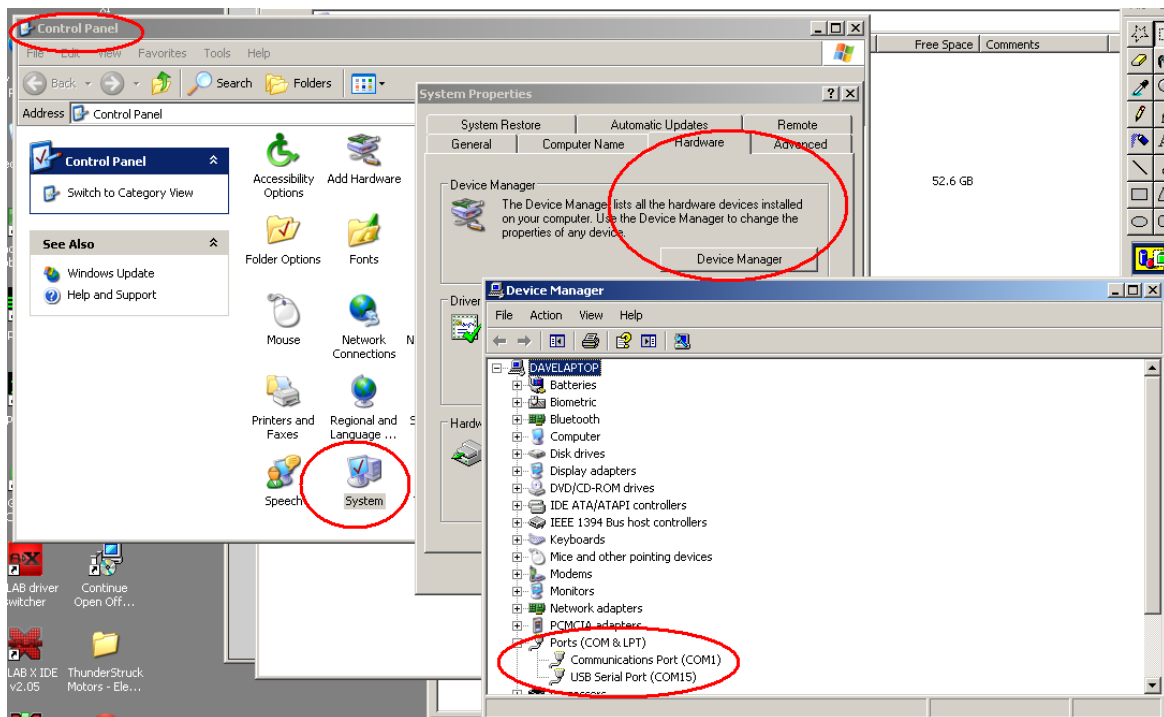 Control Panel
File Edit View Favorites Tools Help
Back Search Folders
Address Control Panel
Control Panel
Switch to Category View
See Also
Windows Update
Help and Support
Accessibility Options
Add Hardware
Folder Options
Fonts
Mouse
Network Connections
N
Printers and Faxes
Regional and Language ...
S
Speech
System
System Properties
System Restore Automatic Updates Remote
General Computer Name Hardware Advanced
Device Manager
The Device Manager lists all the hardware devices installed
on your computer. Use the Device Manager to change the
properties of any device.
Device Manager
Driver
Hardw
Free Space Comments
52.6 GB
Device Manager
File Action View Help
DAVELAPTOP
Batteries
Biometric
Bluetooth
Computer
Disk drives
Display adapters
DVD/CD-ROM drives
IDE ATA/ATAPI controllers
IEEE 1394 Bus host controllers
Keyboards
Mice and other pointing devices
Modems
Monitors
Network adapters
PCMCIA adapters
Ports (COM & LPT)
Communications Port (COM1)
USB Serial Port (COM15)
LAB driver
witcher
Continue
Open Off...
LAB X IDE
v2.05
ThunderStruck
Motors - Ele...